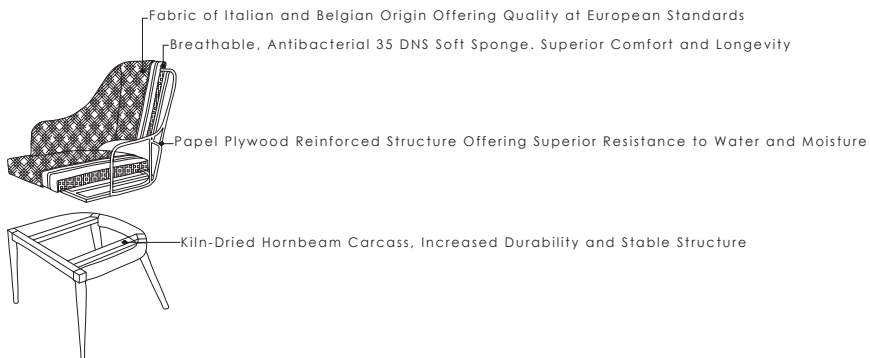 Fabric of Italian and Belgian Origin Offering Quality at European Standards
Breathable, Antibacterial 35 DNS Soft Sponge. Superior Comfort and Longevity
Papel Plywood Reinforced Structure Offering Superior Resistance to Water and Moisture
Kiln-Dried Hornbeam Carcass, Increased Durability and Stable Structure